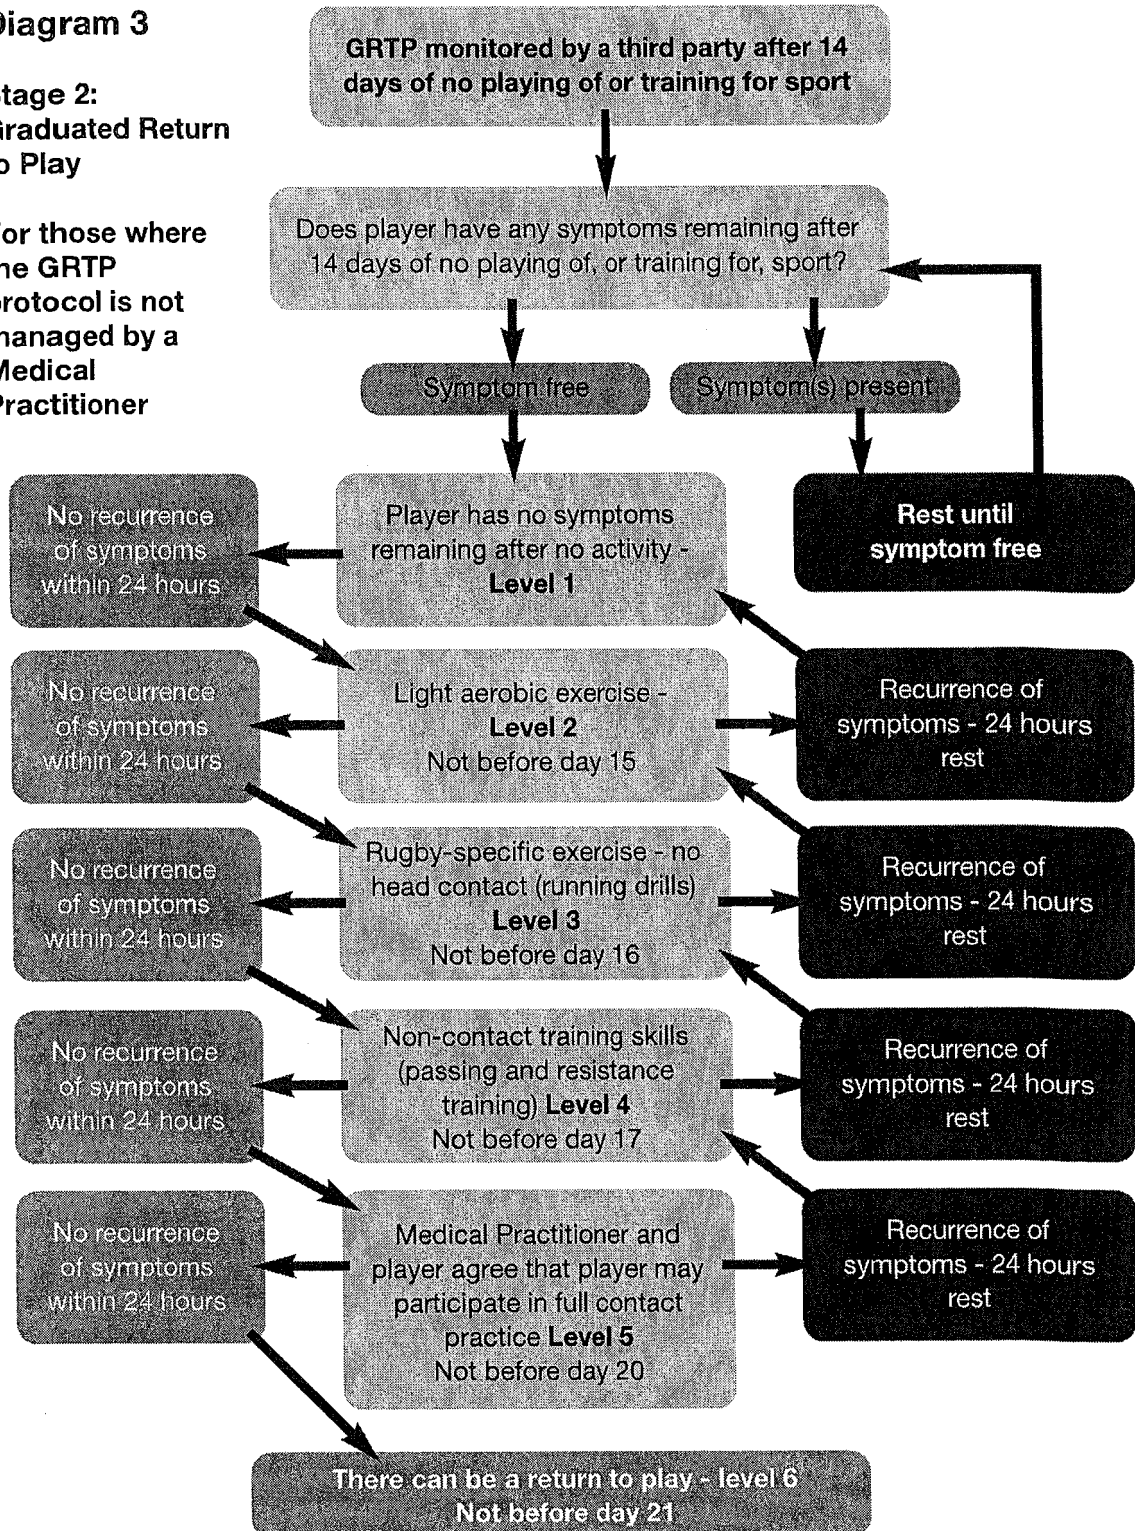 Diagram 3
Stage 2:
Graduated Return
to Play
For those where
the GRTP
protocol is not
managed by a
Medical
Practitioner
GRTP monitored by a third party after 14
days of no playing of or training for sport
Does player have any symptoms remaining after
14 days of no playing of, or training for, sport?
Symptom free
Symptom(s) present
No recurrence
of symptoms
within 24 hours
Player has no symptoms
remaining after no activity -
Level 1
Rest until
symptom free
No recurrence
of symptoms
within 24 hours
Light aerobic exercise -
Level 2
Not before day 15
Recurrence of
symptoms - 24 hours
rest
No recurrence
of symptoms
within 24 hours
Rugby-specific exercise - no
head contact (running drills)
Level 3
Not before day 16
Recurrence of
symptoms - 24 hours
rest
No recurrence
of symptoms
within 24 hours
Non-contact training skills
(passing and resistance
training) Level 4
Not before day 17
Recurrence of
symptoms - 24 hours
rest
No recurrence
of symptoms
within 24 hours
Medical Practitioner and
player agree that player may
participate in full contact
practice Level 5
Not before day 20
Recurrence of
symptoms - 24 hours
rest
There can be a return to play - level 6
Not before day 21